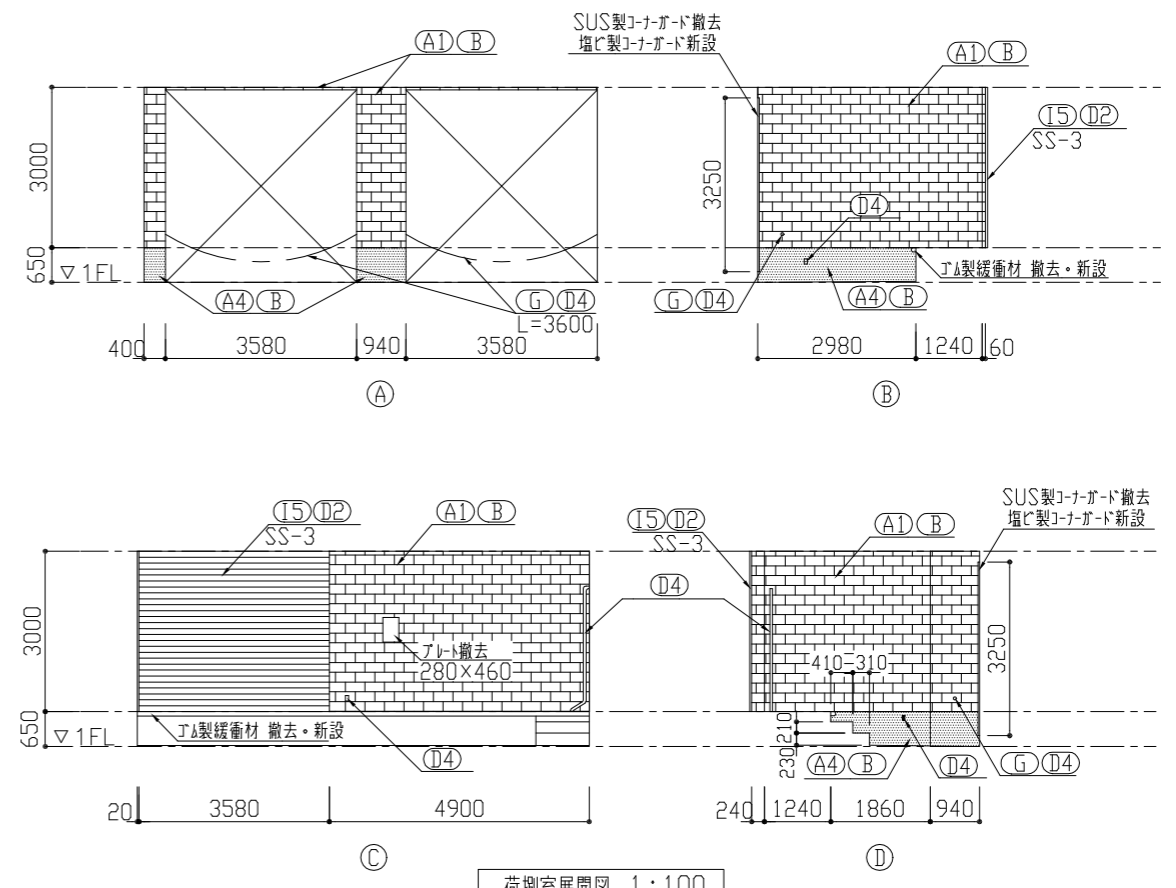 A1 B
3000
650
▽1FL
A4 B
G D4
L=3600
400
3580
940
3580
A
SUS製コーナーガード撤去
塩ビ製コーナーガード新設
A1 B
I5 D2
SS-3
3250
D4
ゴム製緩衝材 撤去・新設
G D4
A4 B
2980
1240
60
B
I5 D2
SS-3
A1 B
3000
プレート撤去
280×460
D4
650
▽1FL
ゴム製緩衝材 撤去・新設
D4
20
3580
4900
C
I5 D2
SS-3
A1 B
SUS製コーナーガード撤去
塩ビ製コーナーガード新設
410
310
3250
210
230
A4 B
D4
G D4
240
1240
1860
940
D
荷捌室展開図 1:100